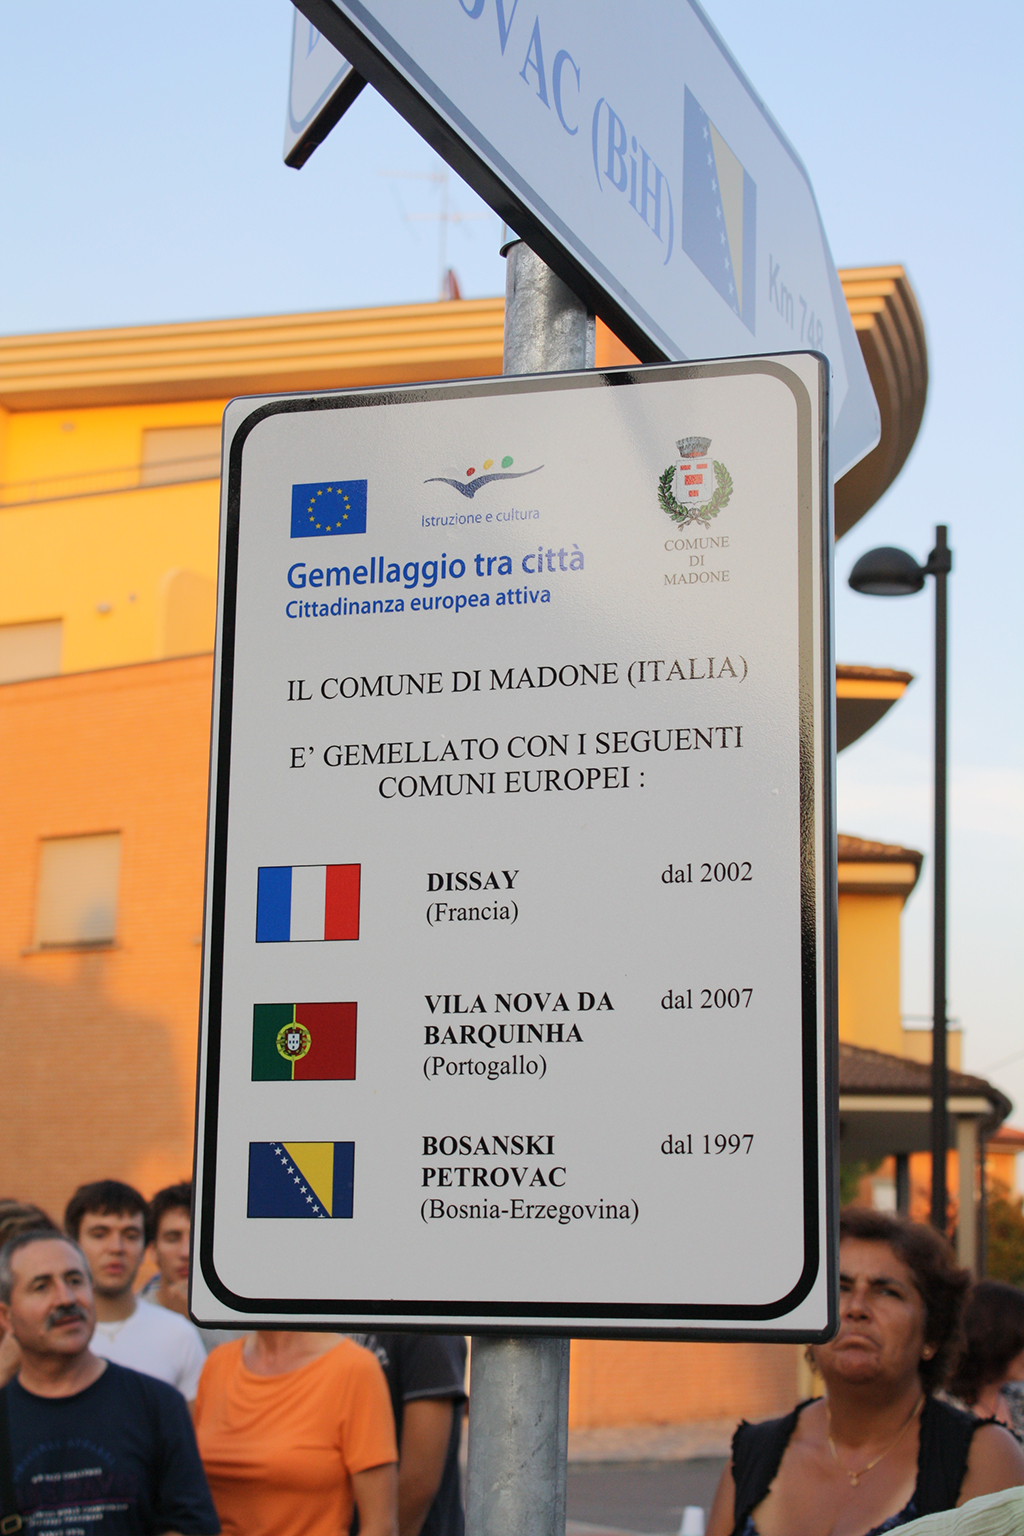 OVAC (BiH)
Km 748
istruzione e cultura
Gemellaggio tra città
Cittadinanza europea attiva
COMUNE
DI
MADONE
IL COMUNE DI MADONE (ITALIA)
E’ GEMELLATO CON I SEGUENTI
COMUNI EUROPEI :
DISSAY dal 2002
(Francia)
VILA NOVA DA dal 2007
BARQUINHA
(Portogallo)
BOSANSKI dal 1997
PETROVAC
(Bosnia-Erzegovina)